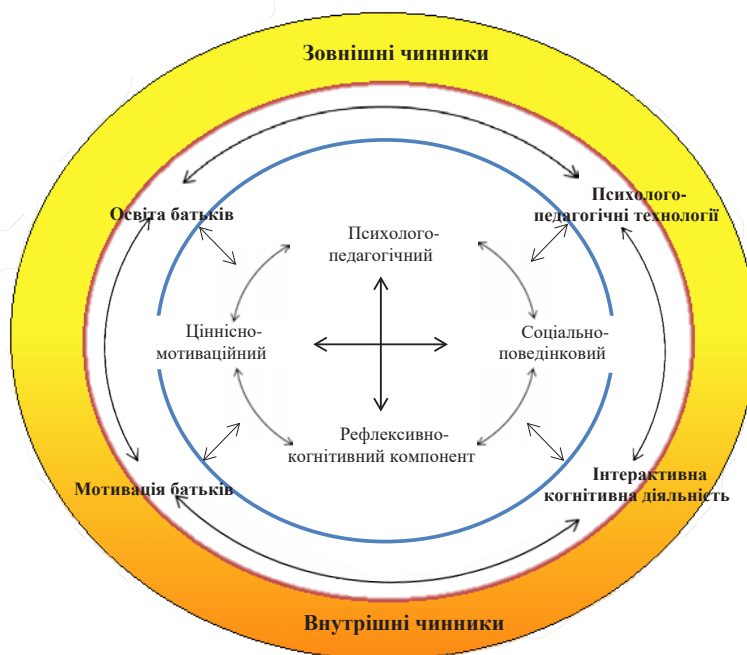 Зовнішні чинники
Психолого-
педагогічні технології
Освіта батьків
Психолого-
педагогічний
Ціннісно-
мотиваційний
Соціально-
поведінковий
Рефлексивно-
когнітивний компонент
Мотивація батьків
Інтерактивна
когнітивна діяльність
Внутрішні чинники